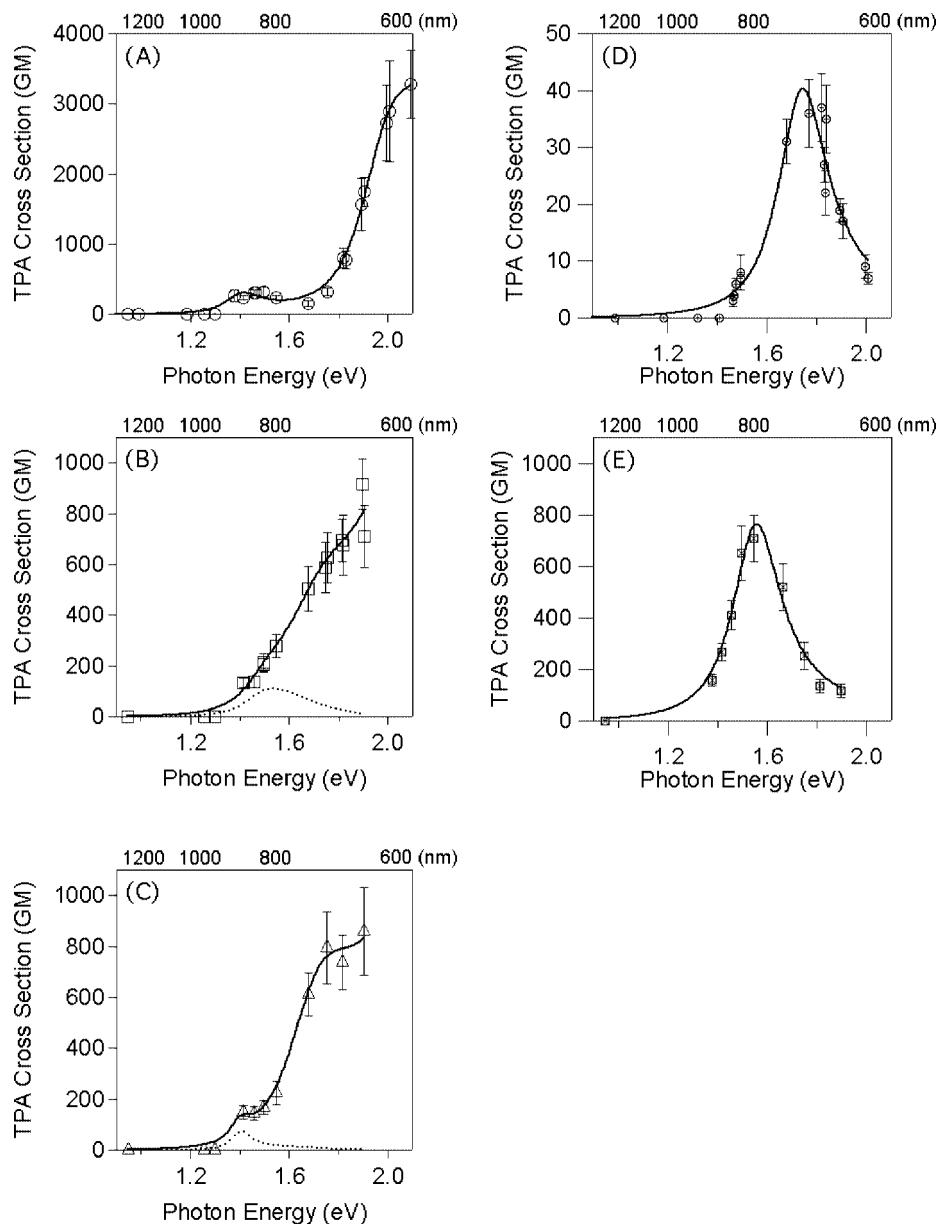 1200 1000 800 600 (nm)
4000
3000
2000
1000
0
(A)
TPA Cross Section (GM)
1.2 1.6 2.0
Photon Energy (eV)
1200 1000 800 600 (nm)
50
40
30
20
10
0
(D)
TPA Cross Section (GM)
1.2 1.6 2.0
Photon Energy (eV)
1200 1000 800 600 (nm)
1000
800
600
400
200
0
(B)
TPA Cross Section (GM)
1.2 1.6 2.0
Photon Energy (eV)
1200 1000 800 600 (nm)
1000
800
600
400
200
0
(E)
TPA Cross Section (GM)
1.2 1.6 2.0
Photon Energy (eV)
1200 1000 800 600 (nm)
1000
800
600
400
200
0
(C)
TPA Cross Section (GM)
1.2 1.6 2.0
Photon Energy (eV)